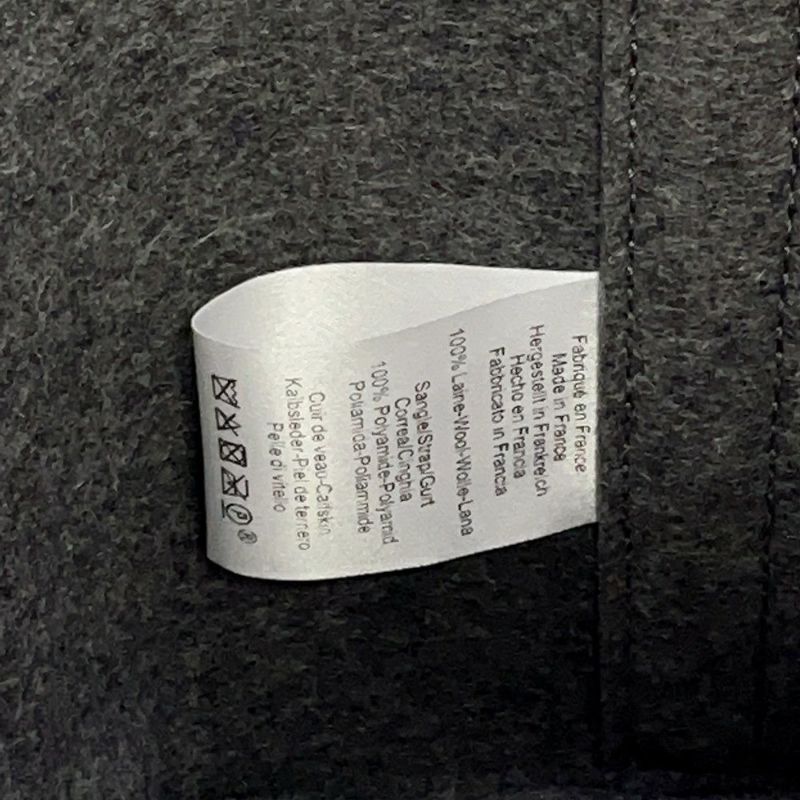 Fabriqué en France
Made in France
Hergestellt in Frankreich
Hecho en Francia
Fabbricato in Francia
100% Laine-Wool-Wolle-Lana
Sangle/Strap/Gurt
Correa/Cinghia
100% Polyamide-Polyamid
Poliamida-Poliammide
Cuir de veau-Calfskin
Kalbsleder-Piel de ternero
Pelle di vitello
P ®